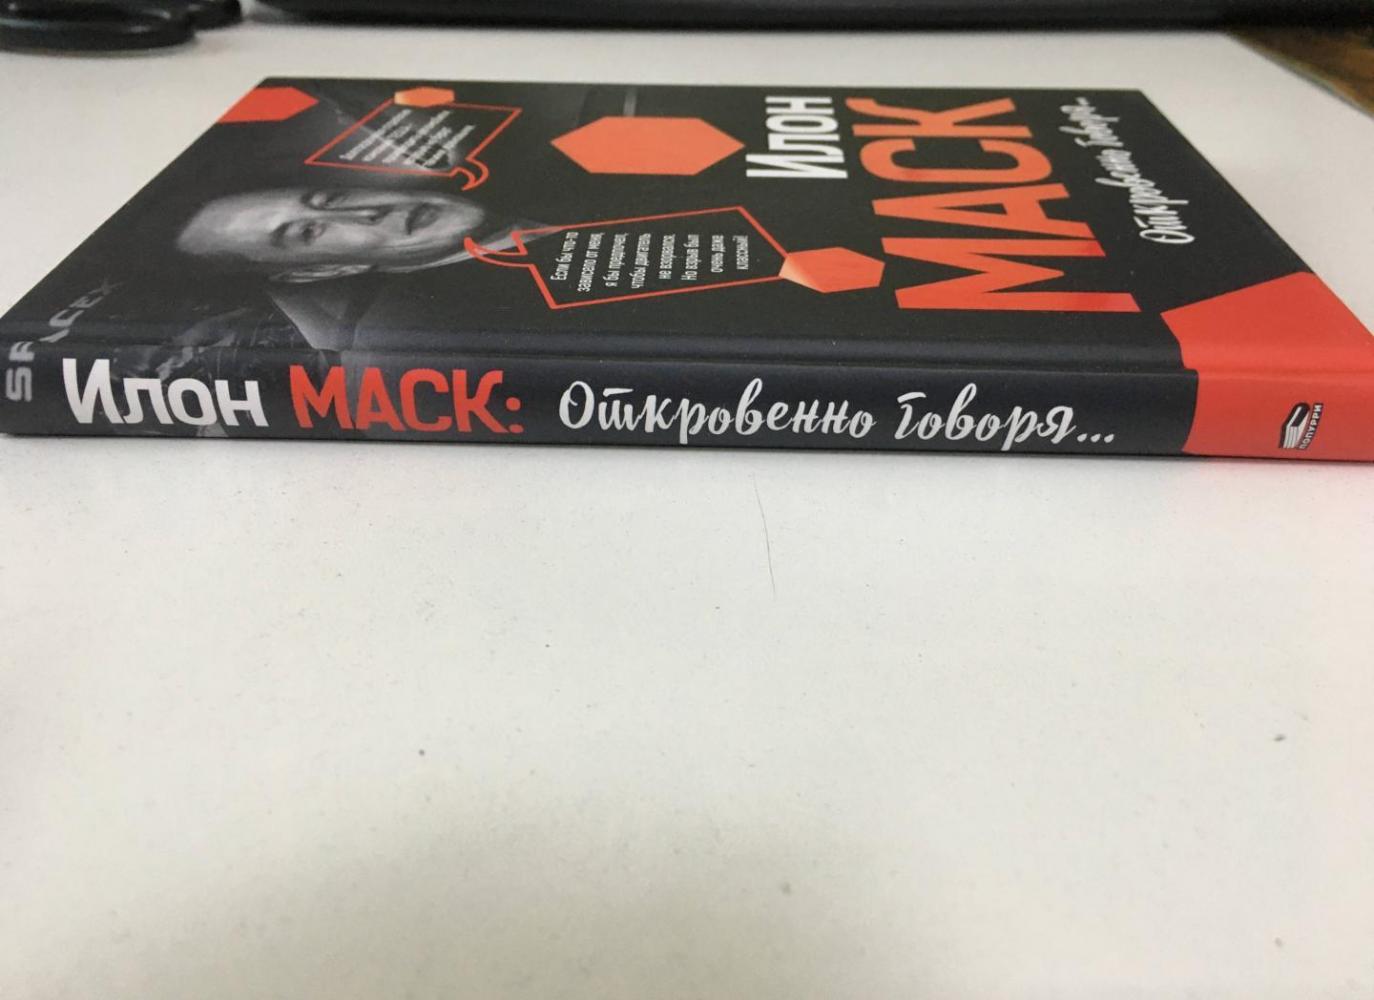 Илон
МАСК
Откровенно говоря...
Если бы что-то
зависело от меня,
я бы предпочел,
чтобы двигатель
не взорвался.
Но взрыв был
очень даже
классный!
SPACEX
Илон МАСК: Откровенно говоря...
ПОПУРРИ